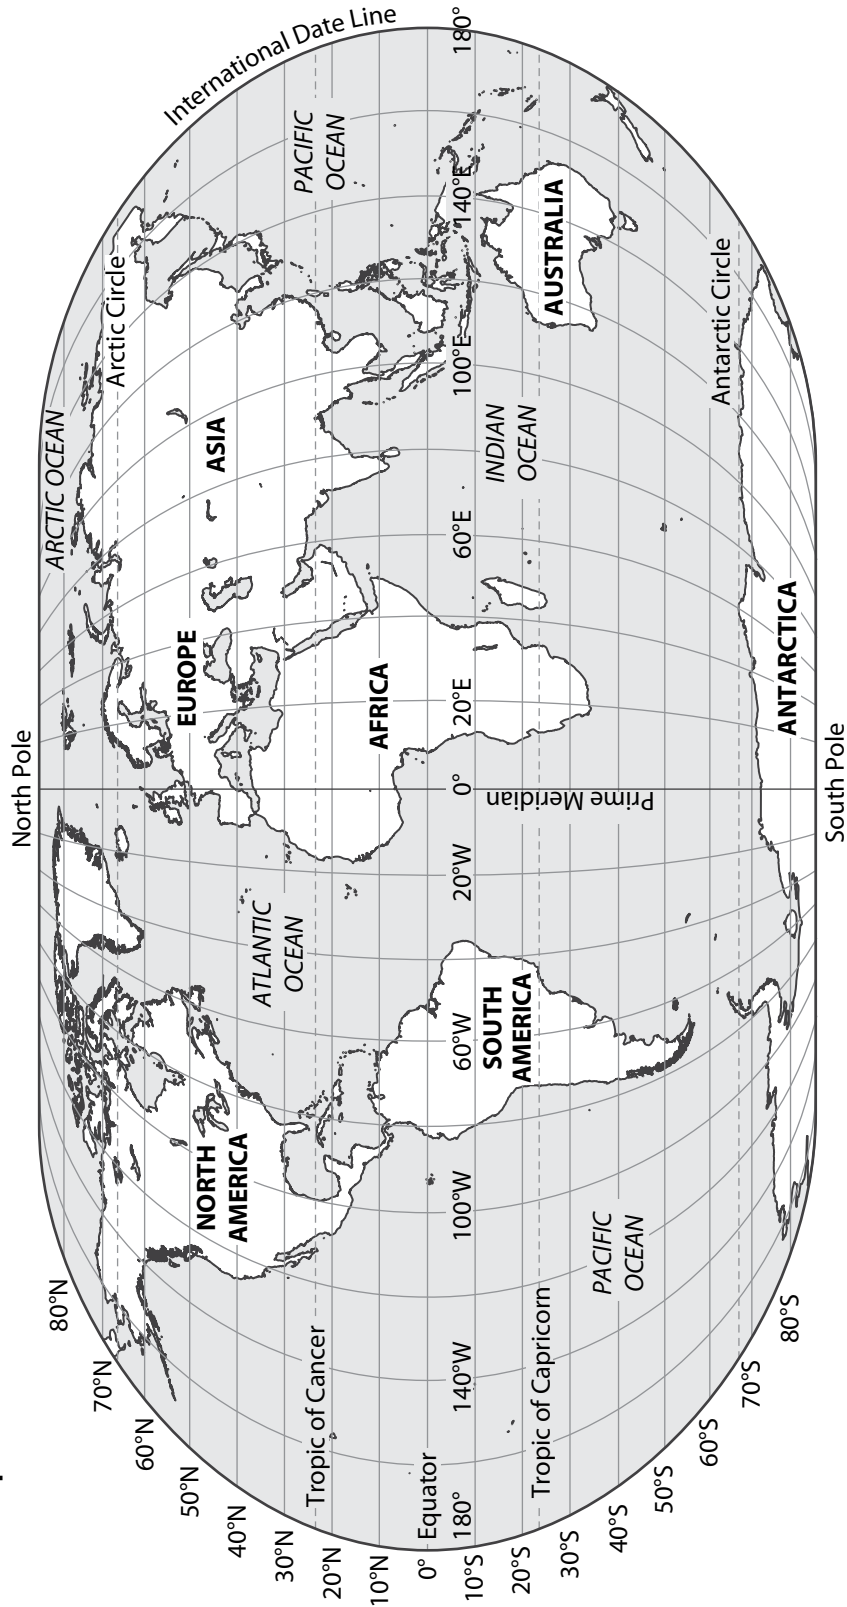 North Pole
ARCTIC OCEAN
International Date Line
80°N
70°N
60°N
50°N
40°N
30°N
20°N
10°N
0°
10°S
20°S
30°S
40°S
50°S
60°S
70°S
80°S
Arctic Circle
NORTH
AMERICA
EUROPE
ASIA
ATLANTIC
OCEAN
PACIFIC
OCEAN
Tropic of Cancer
AFRICA
Equator
180°
140°W
100°W
60°W
20°W
0°
20°E
60°E
100°E
140°E
180°
SOUTH
AMERICA
Prime Meridian
INDIAN
OCEAN
AUSTRALIA
Tropic of Capricorn
PACIFIC
OCEAN
Antarctic Circle
ANTARCTICA
South Pole